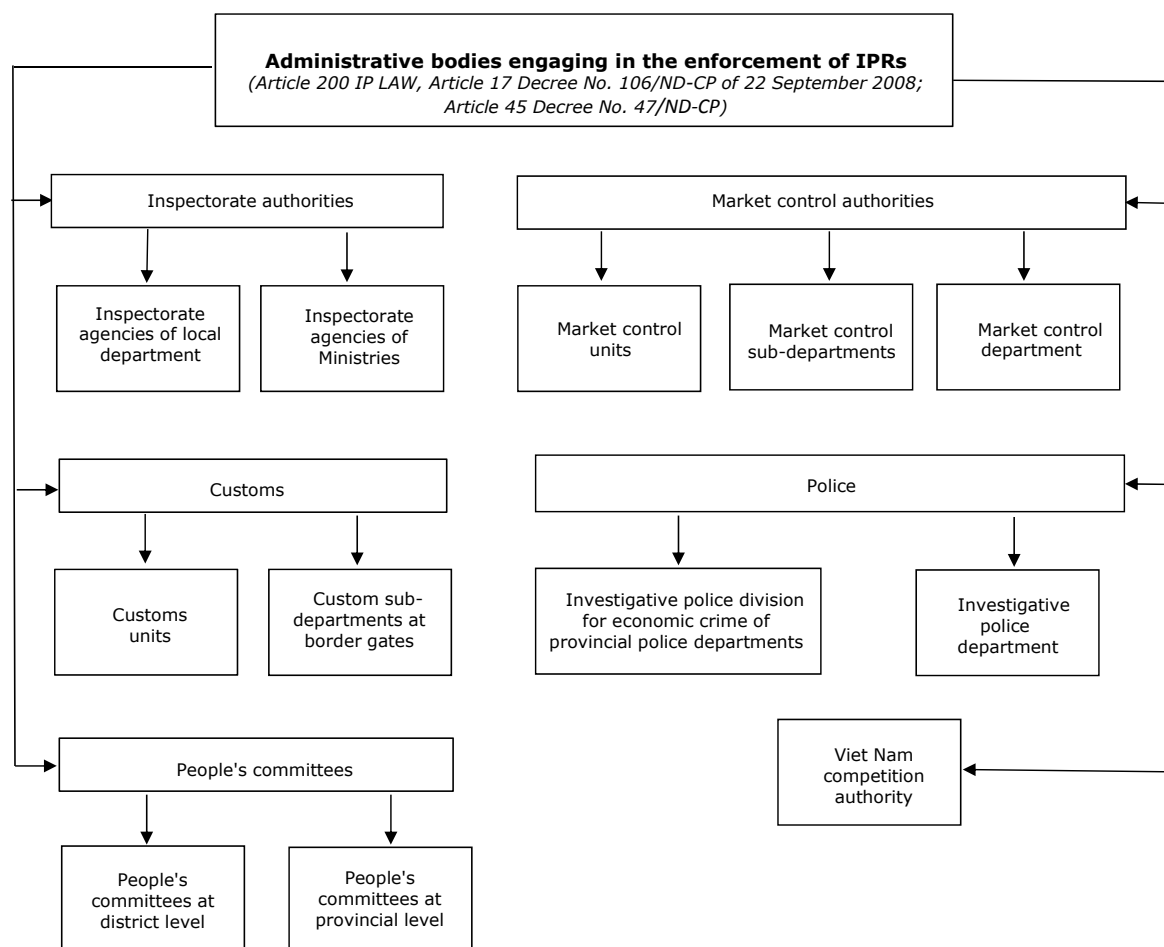 Administrative bodies engaging in the enforcement of IPRs
(Article 200 IP LAW, Article 17 Decree No. 106/ND-CP of 22 September 2008;
Article 45 Decree No. 47/ND-CP)
Inspectorate authorities
Market control authorities
Inspectorate
agencies of local
department
Inspectorate
agencies of
Ministries
Market control
units
Market control
sub-departments
Market control
department
Customs
Police
Customs
units
Custom sub-
departments at
border gates
Investigative police division
for economic crime of
provincial police departments
Investigative
police
department
People's committees
Viet Nam
competition
authority
People's
committees at
district level
People's
committees at
provincial level